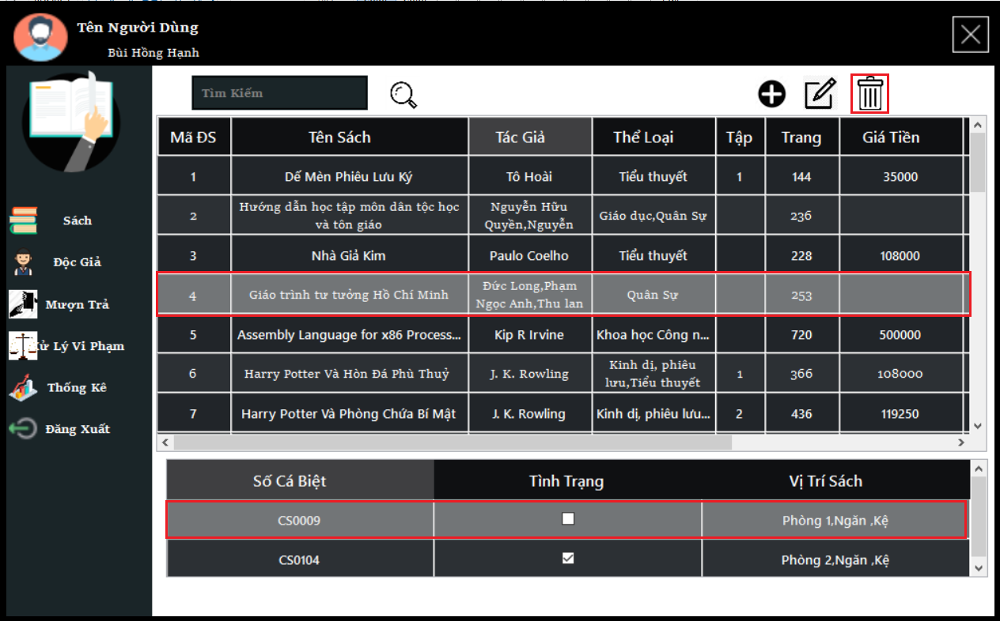 Tên Người Dùng
Bùi Hồng Hạnh
Tìm Kiếm
Sách
Độc Giả
Mượn Trả
Xử Lý Vi Phạm
Thống Kê
Đăng Xuất
Mã ĐS Tên Sách Tác Giả Thể Loại Tập Trang Giá Tiền
1 Dế Mèn Phiêu Lưu Ký Tô Hoài Tiểu thuyết 1 144 35000
2 Hướng dẫn học tập môn dân tộc học và tôn giáo Nguyễn Hữu Quyền,Nguyễn Giáo dục,Quân Sự 236
3 Nhà Giả Kim Paulo Coelho Tiểu thuyết 228 108000
4 Giáo trình tư tưởng Hồ Chí Minh Đức Long,Phạm Ngọc Anh,Thu lan Quân Sự 253
5 Assembly Language for x86 Process... Kip R Irvine Khoa học Công n... 720 500000
6 Harry Potter Và Hòn Đá Phù Thuỷ J. K. Rowling Kinh dị, phiêu lưu,Tiểu thuyết 1 366 108000
7 Harry Potter Và Phòng Chứa Bí Mật J. K. Rowling Kinh dị, phiêu lưu... 2 436 119250
Số Cá Biệt Tình Trạng Vị Trí Sách
CS0009 Phòng 1,Ngăn ,Kệ
CS0104 Phòng 2,Ngăn ,Kệ